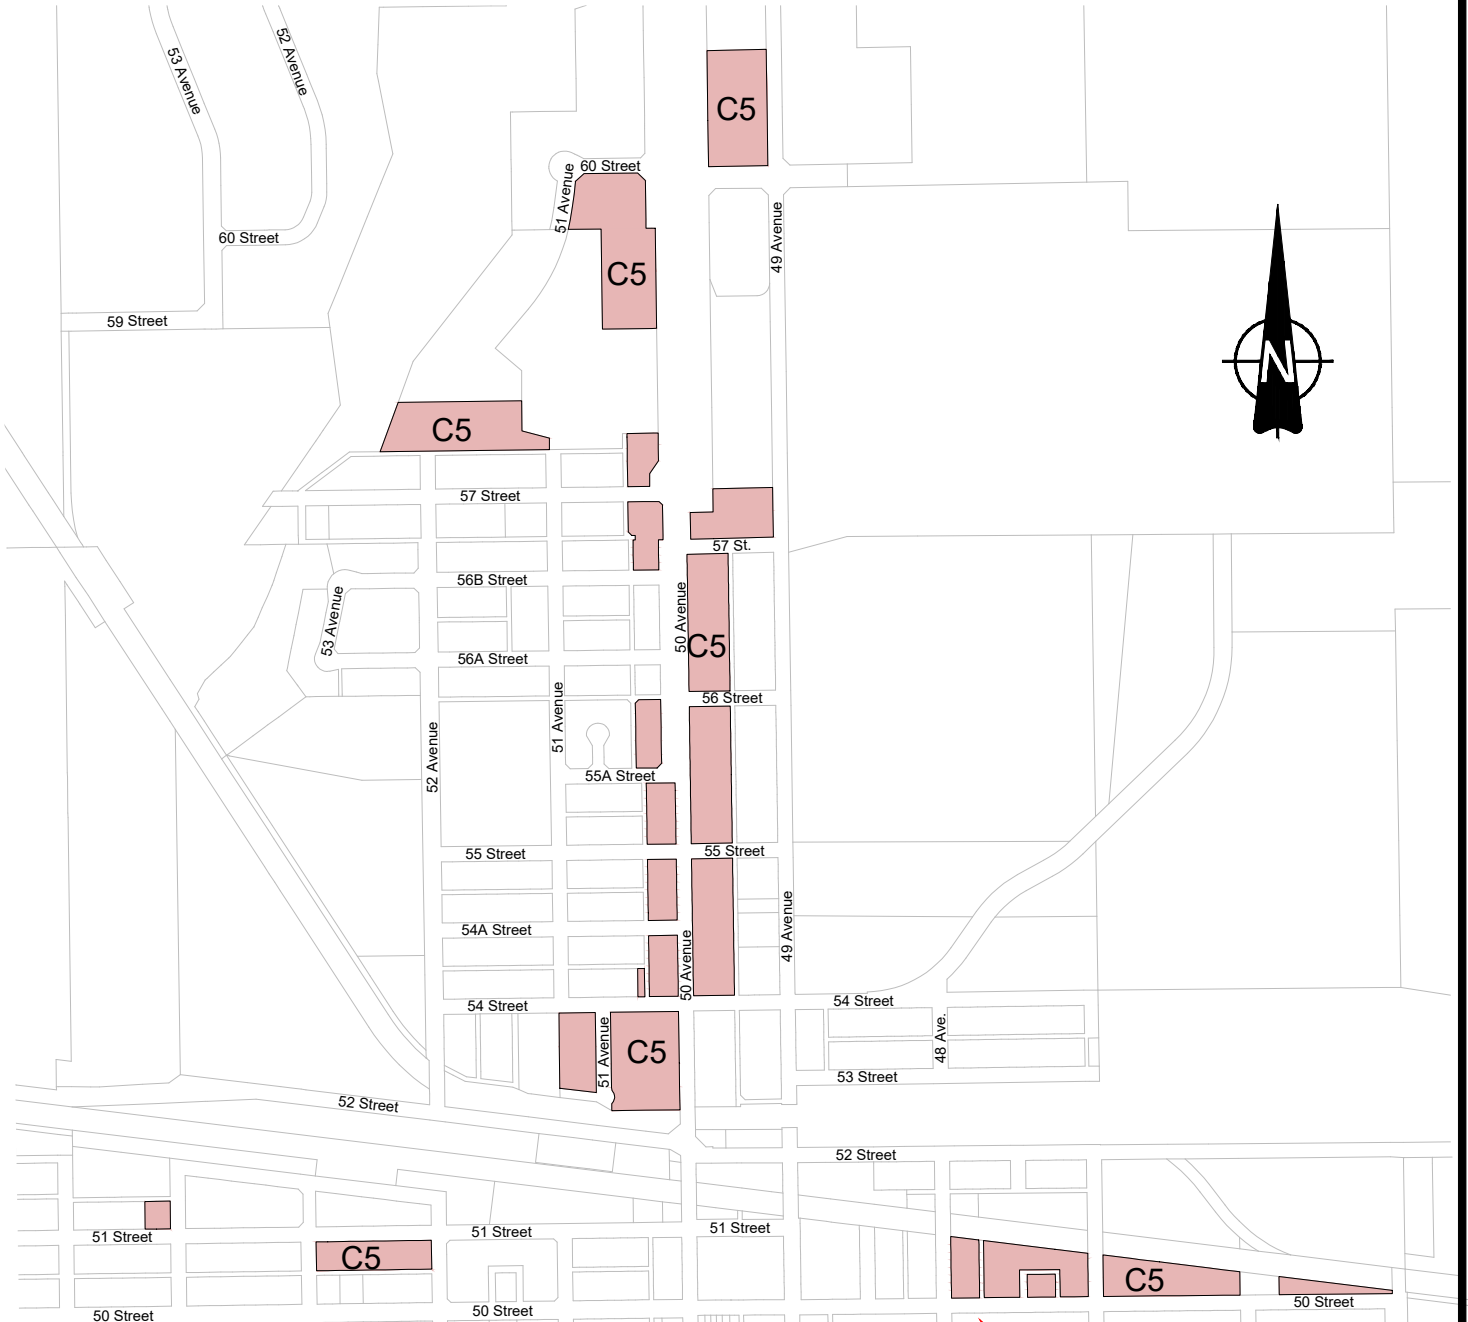 52 Avenue
53 Avenue
C5
60 Street
51 Avenue
49 Avenue
60 Street
C5
59 Street
N
C5
57 Street
57 St.
56B Street
50 Avenue
53 Avenue
C5
56A Street
56 Street
51 Avenue
52 Avenue
55A Street
55 Street
55 Street
49 Avenue
54A Street
50 Avenue
54 Street
54 Street
51 Avenue
C5
48 Ave.
53 Street
52 Street
52 Street
51 Street
51 Street
51 Street
C5
C5
50 Street
50 Street
50 Street